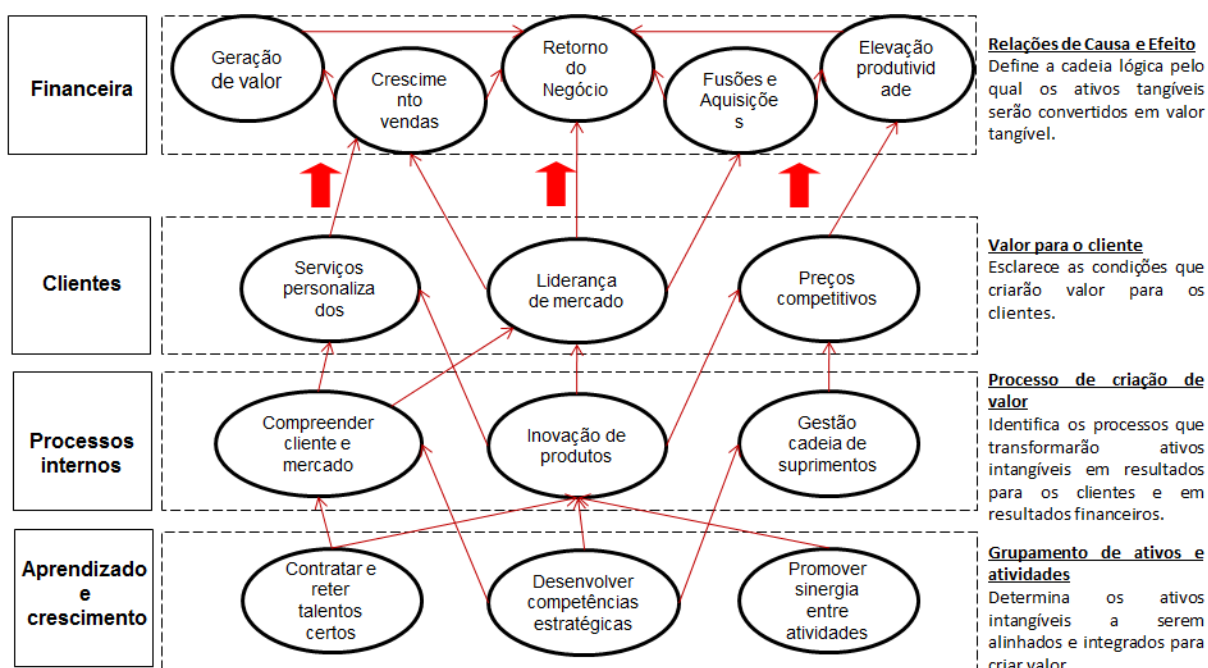 Financeira
Geração
de valor
Crescime
nto
vendas
Retorno
do
Negócio
Fusões e
Aquisiçõe
s
Elevação
produtivid
ade
Relações de Causa e Efeito
Define a cadeia lógica pelo
qual os ativos tangíveis
serão convertidos em valor
tangível.
Clientes
Serviços
personaliza
dos
Liderança
de mercado
Preços
competitivos
Valor para o cliente
Esclarece as condições que
criarão valor para os
clientes.
Processos
internos
Compreender
cliente e
mercado
Inovação de
produtos
Gestão
cadeia de
suprimentos
Processo de criação de
valor
Identifica os processos que
transformarão ativos
intangíveis em resultados
para os clientes e em
resultados financeiros.
Aprendizado
e
crescimento
Contratar e
reter
talentos
certos
Desenvolver
competências
estratégicas
Promover
sinergia
entre
atividades
Grupamento de ativos e
atividades
Determina os ativos
intangíveis a serem
alinhados e integrados para
criar valor